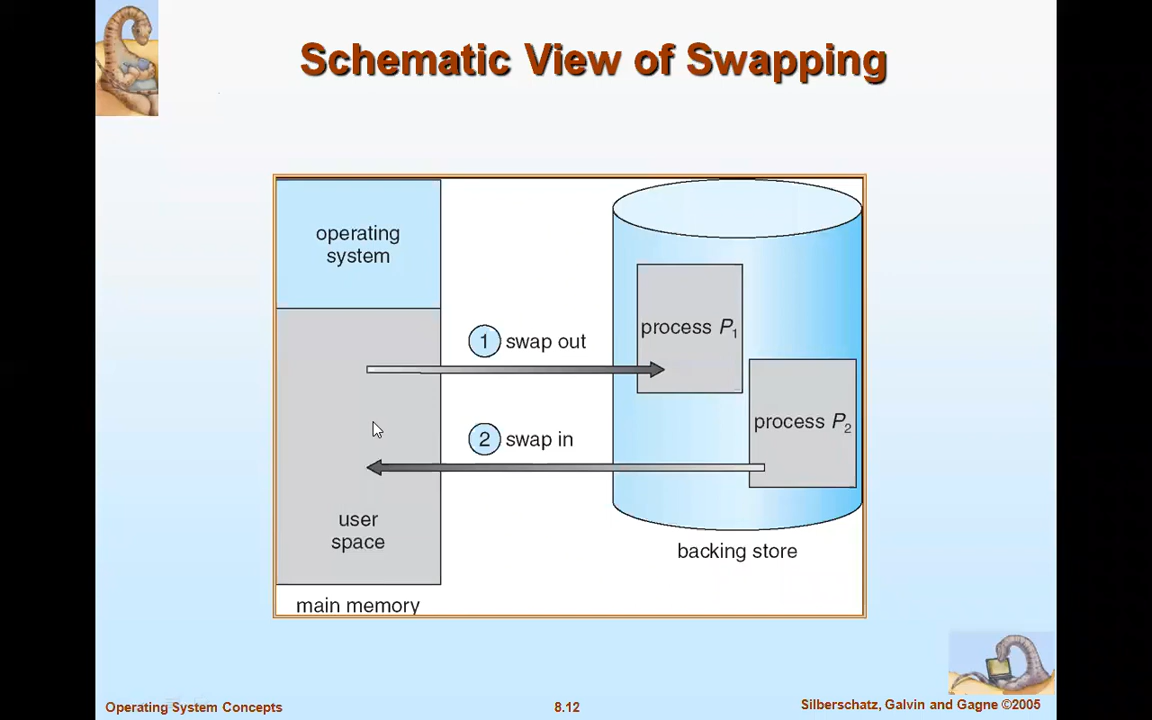 Schematic View of Swapping
operating
system
1 swap out
process P1
2 swap in
process P2
user
space
backing store
main memory
Operating System Concepts
8.12
Silberschatz, Galvin and Gagne ©2005